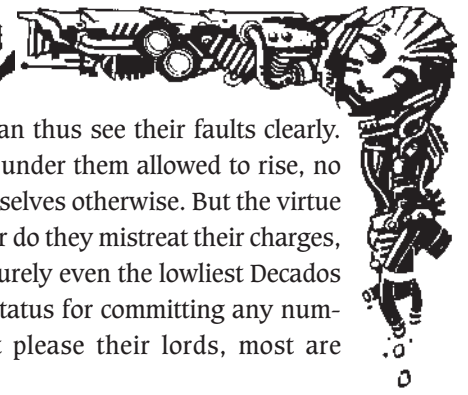 an thus see their faults clearly.
under them allowed to rise, no
selves otherwise. But the virtue
r do they mistreat their charges,
urely even the lowliest Decados
tatus for committing any num-
t please their lords, most are